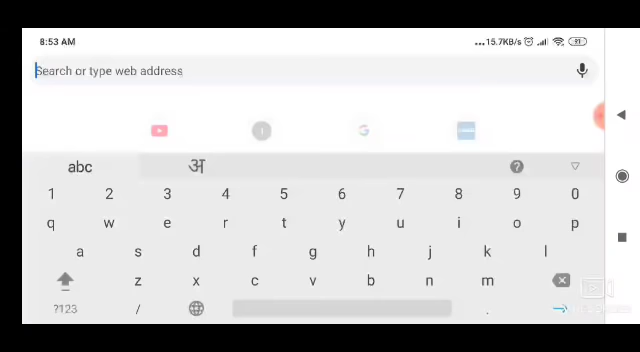 8:53 AM
...15.7KB/s 91
Search or type web address
abc अ ?
1 2 3 4 5 6 7 8 9 0
q w e r t y u i o p
a s d f g h j k l
z x c v b n m
?123 / .